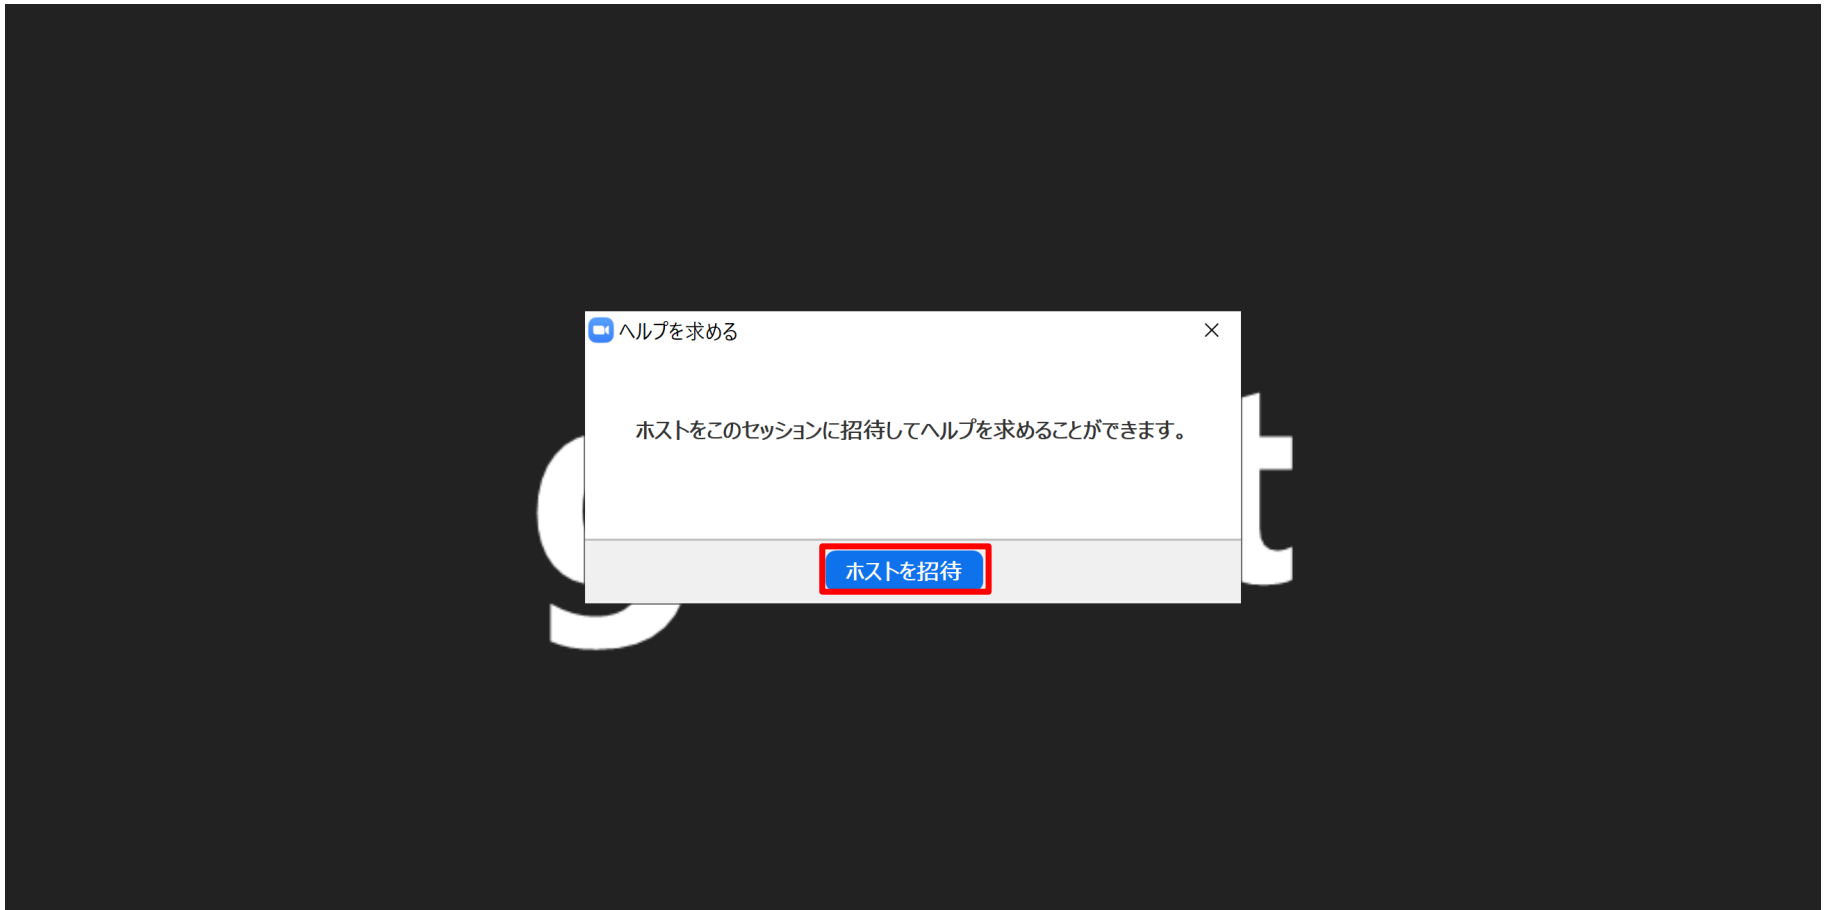 ヘルプを求める
ホストをこのセッションに招待してヘルプを求めることができます。
g t
ホストを招待